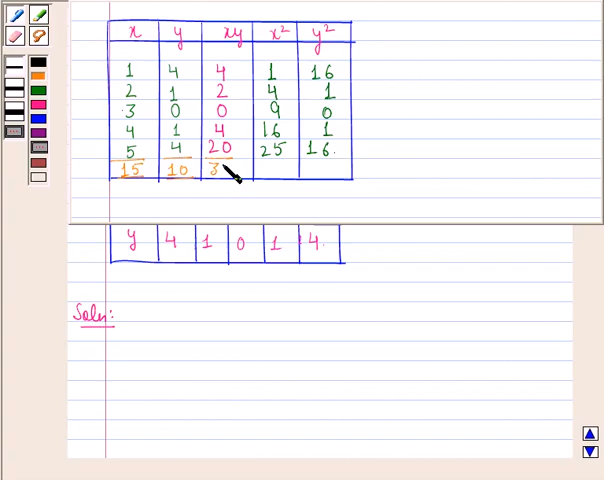 x y xy x² y²
1 4 4 1 16
2 1 2 4 1
3 0 0 9 0
4 1 4 16 1
5 4 20 25 16.
15 10 3
y 4 1 0 1 4.
Soln: